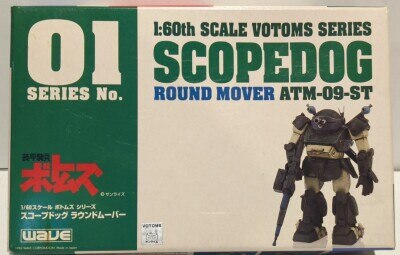 01
SERIES No.
1:60th SCALE VOTOMS SERIES
SCOPEDOG
ROUND MOVER ATM-09-ST
装甲騎兵
ボトムズ
©サンライズ
1/60スケール ボトムズ シリーズ
スコープドッグ ラウンドムーバー
WAVE
VOTOMS